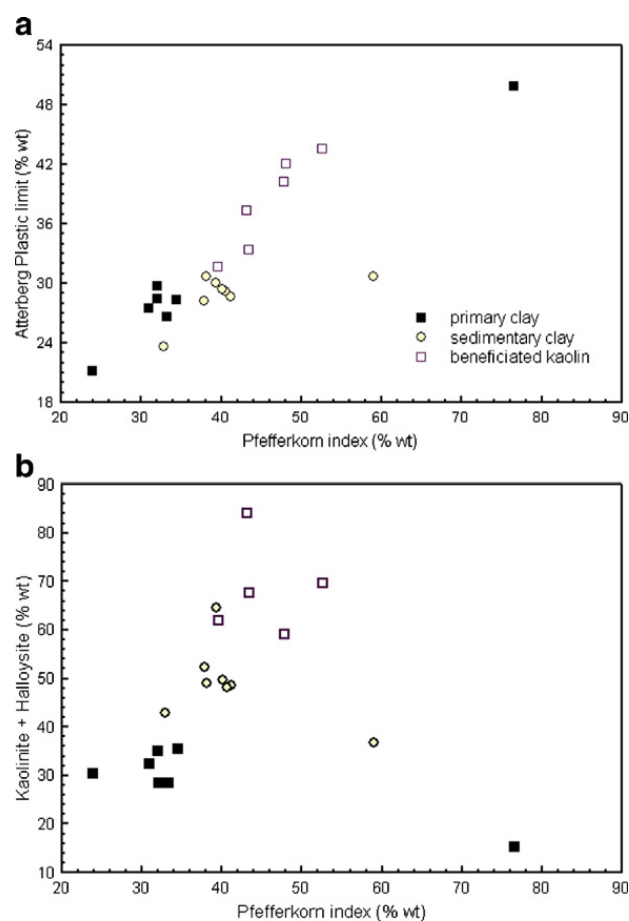 a
54
48
42
36
30
24
18
Atterberg Plastic limit (% wt)
primary clay
sedimentary clay
beneficiated kaolin
20 30 40 50 60 70 80 90
Pfefferkorn index (% wt)
b
90
80
70
60
50
40
30
20
10
Kaolinite + Halloysite (% wt)
20 30 40 50 60 70 80 90
Pfefferkorn index (% wt)